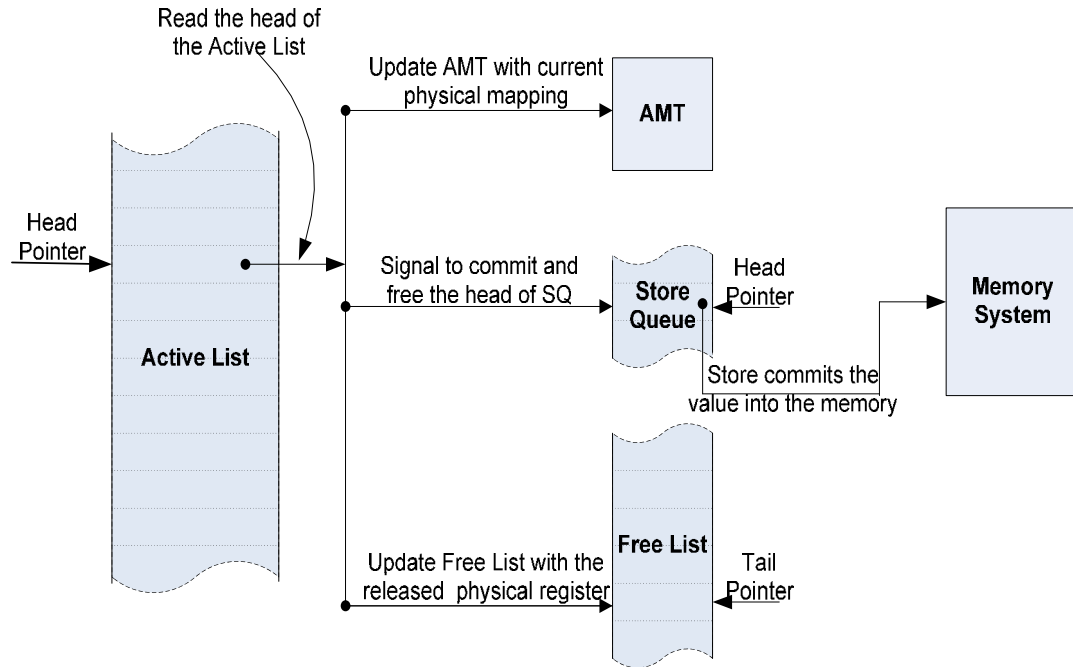 Read the head of
the Active List
Update AMT with current
physical mapping
AMT
Head
Pointer
Active List
Signal to commit and
free the head of SQ
Store
Queue
Head
Pointer
Memory
System
Store commits the
value into the memory
Update Free List with the
released physical register
Free List
Tail
Pointer